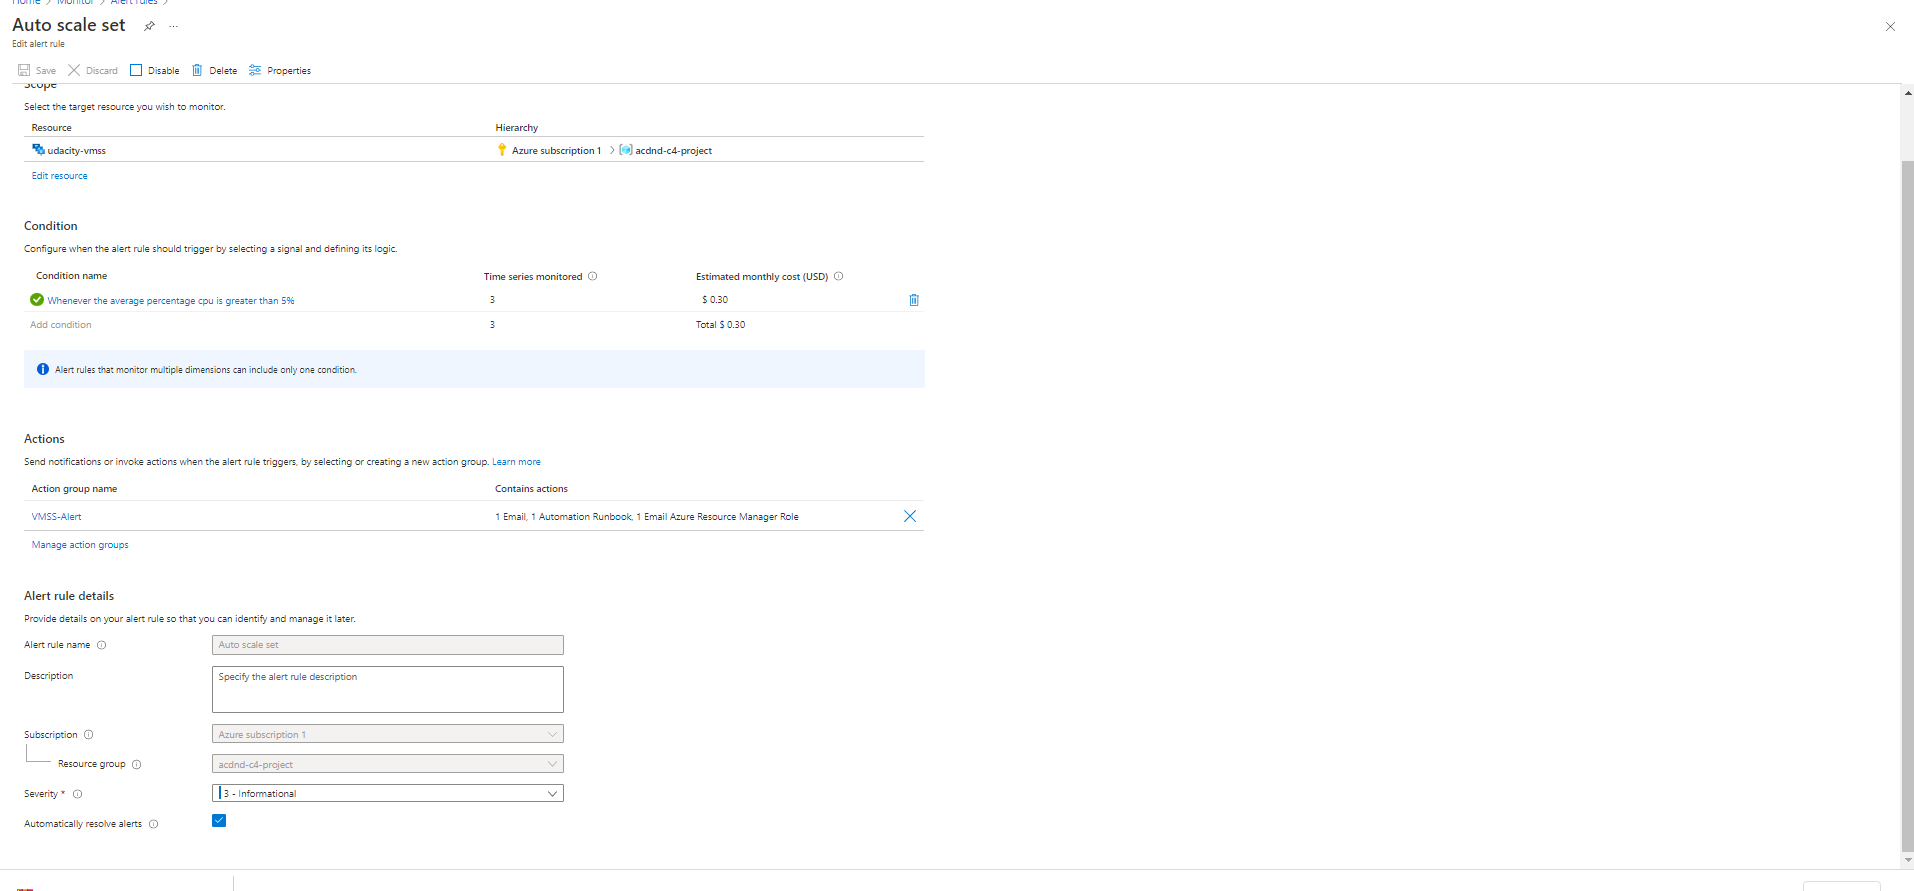 Home > Monitor > Alert rules >
Auto scale set ...
Edit alert rule
Save Discard Disable Delete Properties
Scope
Select the target resource you wish to monitor.
Resource Hierarchy
udacity-vmss Azure subscription 1 > acdnd-c4-project
Edit resource
Condition
Configure when the alert rule should trigger by selecting a signal and defining its logic.
Condition name Time series monitored Estimated monthly cost (USD)
Whenever the average percentage cpu is greater than 5% 3 $ 0.30
Add condition 3 Total $ 0.30
Alert rules that monitor multiple dimensions can include only one condition.
Actions
Send notifications or invoke actions when the alert rule triggers, by selecting or creating a new action group. Learn more
Action group name Contains actions
VMSS-Alert 1 Email, 1 Automation Runbook, 1 Email Azure Resource Manager Role
Manage action groups
Alert rule details
Provide details on your alert rule so that you can identify and manage it later.
Alert rule name Auto scale set
Description Specify the alert rule description
Subscription Azure subscription 1
Resource group acdnd-c4-project
Severity * 3 - Informational
Automatically resolve alerts